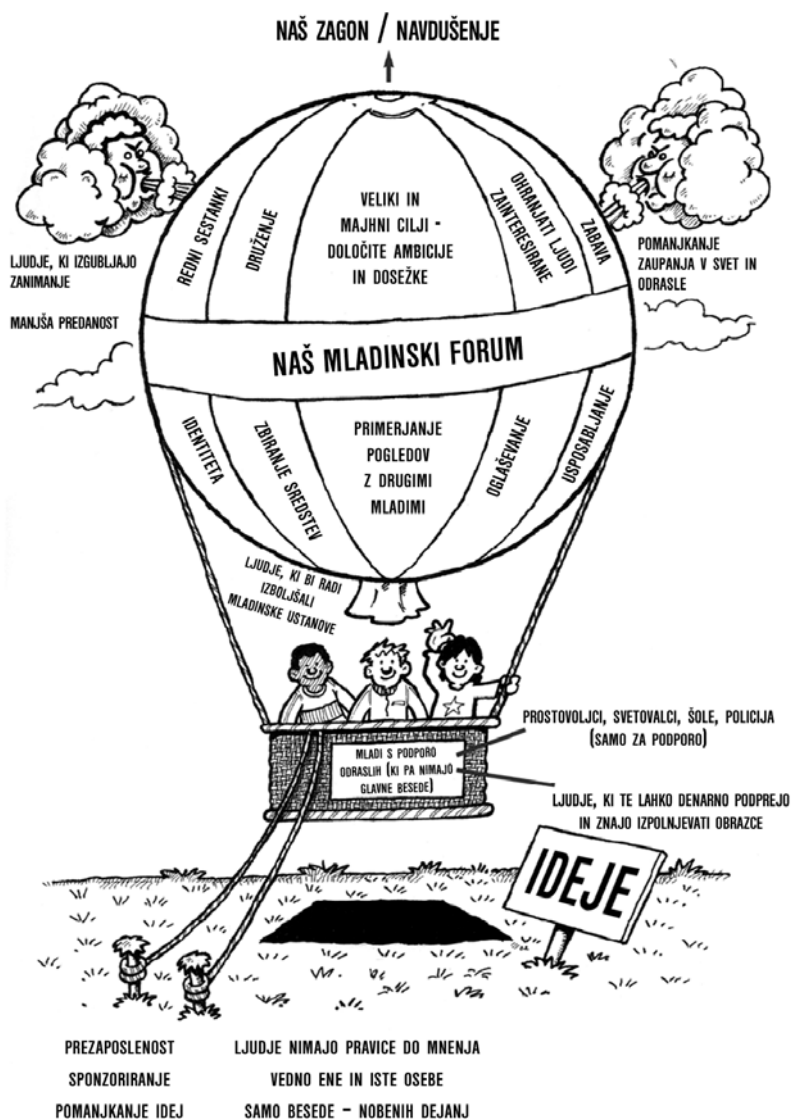 NAŠ ZAGON / NAVDUŠENJE
LJUDJE, KI IZGUBLJAJO
ZANIMANJE
MANJŠA PREDANOST
REDNI SESTANKI
DRUŽENJE
VELIKI IN
MAJHNI CILJI -
DOLOČITE AMBICIJE
IN DOSEŽKE
OHRANJATI LJUDI
ZAINTERESIRANE
ZABAVA
POMANJKANJE
ZAUPANJA V SVET IN
ODRASLE
NAŠ MLADINSKI FORUM
IDENTITETA
ZBIRANJE SREDSTEV
PRIMERJANJE
POGLEDOV
Z DRUGIMI
MLADIMI
OGLAŠEVANJE
USPOSABLJANJE
LJUDJE, KI BI RADI
IZBOLJŠALI
MLADINSKE USTANOVE
MLADI S PODPORO
ODRASLIH (KI PA NIMAJO
GLAVNE BESEDE)
PROSTOVOLJCI, SVETOVALCI, ŠOLE, POLICIJA
(SAMO ZA PODPORO)
LJUDJE, KI TE LAHKO DENARNO PODPREJO
IN ZNAJO IZPOLNJEVATI OBRAZCE
IDEJE
PREZAPOSLENOST
SPONZORIRANJE
POMANJKANJE IDEJ
LJUDJE NIMAJO PRAVICE DO MNENJA
VEDNO ENE IN ISTE OSEBE
SAMO BESEDE - NOBENIH DEJANJ